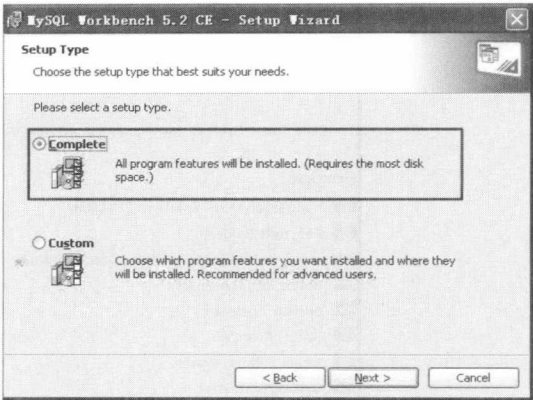 MySQL Workbench 5.2 CE - Setup Wizard
Setup Type
Choose the setup type that best suits your needs.
Please select a setup type.
Complete
All program features will be installed. (Requires the most disk
space.)
Custom
Choose which program features you want installed and where they
will be installed. Recommended for advanced users.
< Back
Next >
Cancel